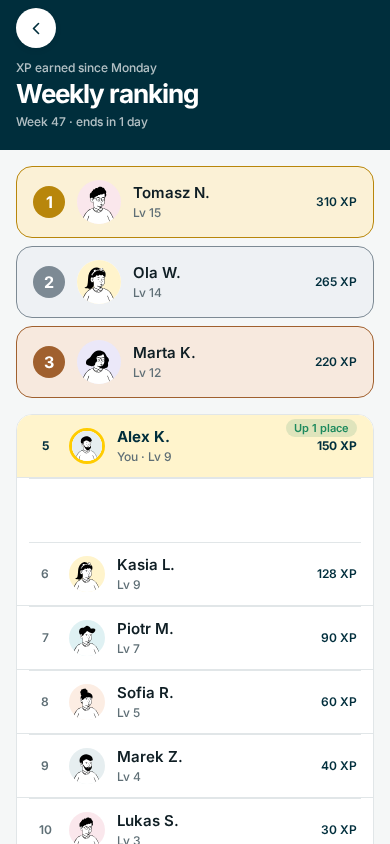 XP earned since Monday
Weekly ranking
Week 47 · ends in 1 day
1
Tomasz N.
Lv 15
310 XP
2
Ola W.
Lv 14
265 XP
3
Marta K.
Lv 12
220 XP
5
Alex K.
You · Lv 9
Up 1 place
150 XP
6
Kasia L.
Lv 9
128 XP
7
Piotr M.
Lv 7
90 XP
8
Sofia R.
Lv 5
60 XP
9
Marek Z.
Lv 4
40 XP
10
Lukas S.
Lv 3
30 XP